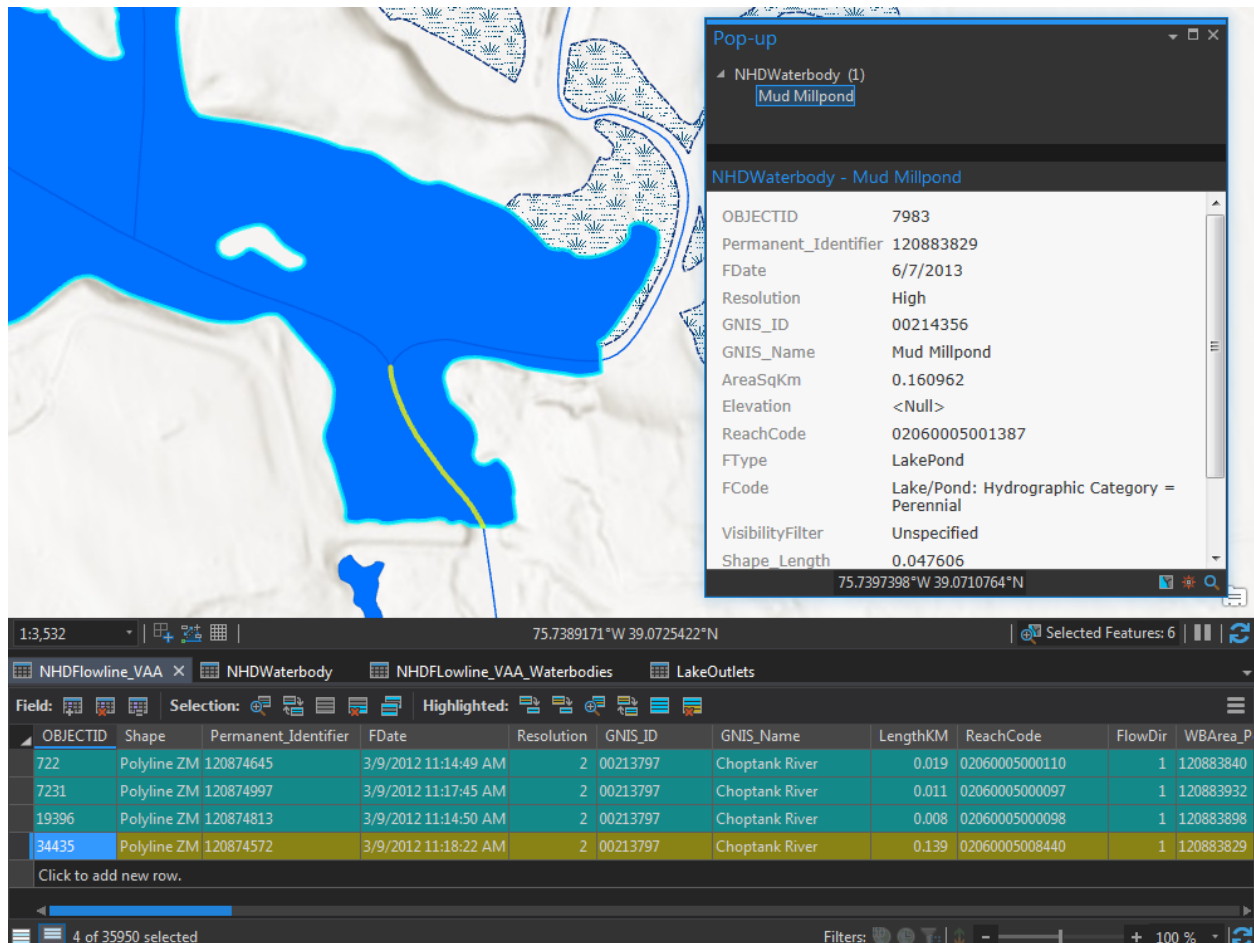 Pop-up
NHDWaterbody (1)
Mud Millpond
NHDWaterbody - Mud Millpond
OBJECTID 7983
Permanent_Identifier 120883829
FDate 6/7/2013
Resolution High
GNIS_ID 00214356
GNIS_Name Mud Millpond
AreaSqKm 0.160962
Elevation <Null>
ReachCode 02060005001387
FType LakePond
FCode Lake/Pond: Hydrographic Category =
Perennial
VisibilityFilter Unspecified
Shape_Length 0.047606
75.7397398°W 39.0710764°N
1:3,532 75.7389171°W 39.0725422°N Selected Features: 6
NHDFlowline_VAA NHDWaterbody NHDFLowline_VAA_Waterbodies LakeOutlets
Field: Selection: Highlighted:
OBJECTID Shape Permanent_Identifier FDate Resolution GNIS_ID GNIS_Name LengthKM ReachCode FlowDir WBArea_P
722 Polyline ZM 120874645 3/9/2012 11:14:49 AM 2 00213797 Choptank River 0.019 02060005000110 1 120883840
7231 Polyline ZM 120874997 3/9/2012 11:17:45 AM 2 00213797 Choptank River 0.011 02060005000097 1 120883932
19396 Polyline ZM 120874813 3/9/2012 11:14:50 AM 2 00213797 Choptank River 0.008 02060005000098 1 120883898
34435 Polyline ZM 120874572 3/9/2012 11:18:22 AM 2 00213797 Choptank River 0.139 02060005008440 1 120883829
Click to add new row.
4 of 35950 selected Filters: - + 100 %